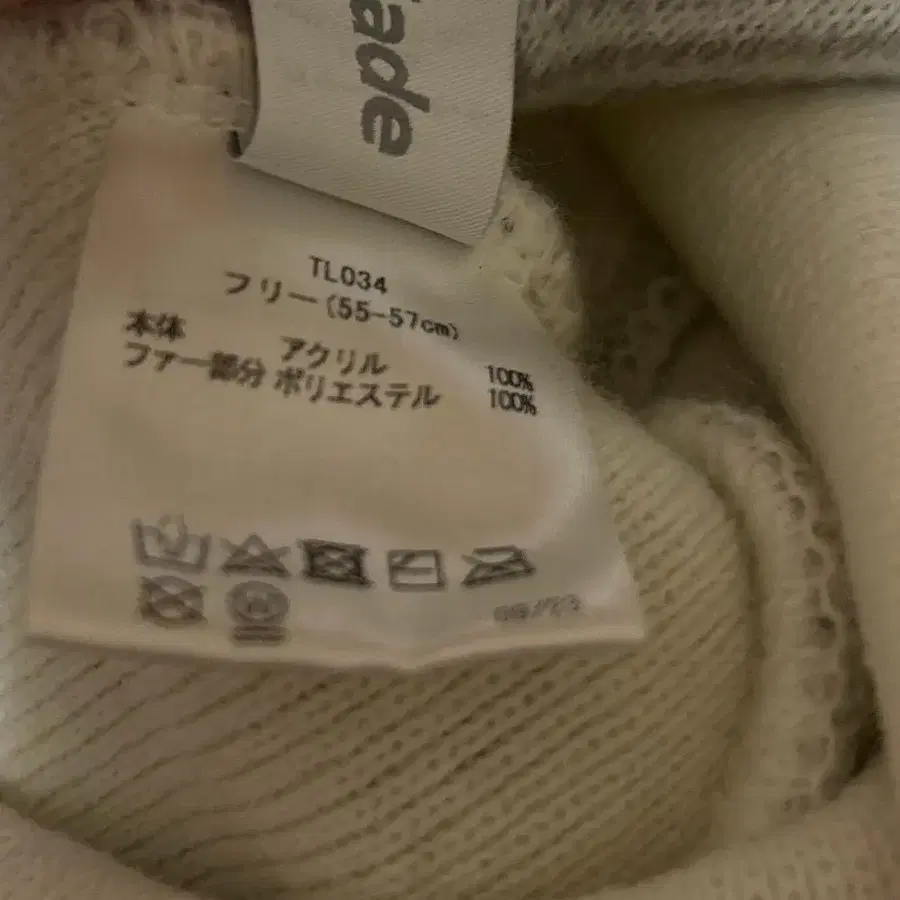 ade
TL034
フリー(55-57cm)
本体 アクリル 100%
ファー部分 ポリエステル 100%